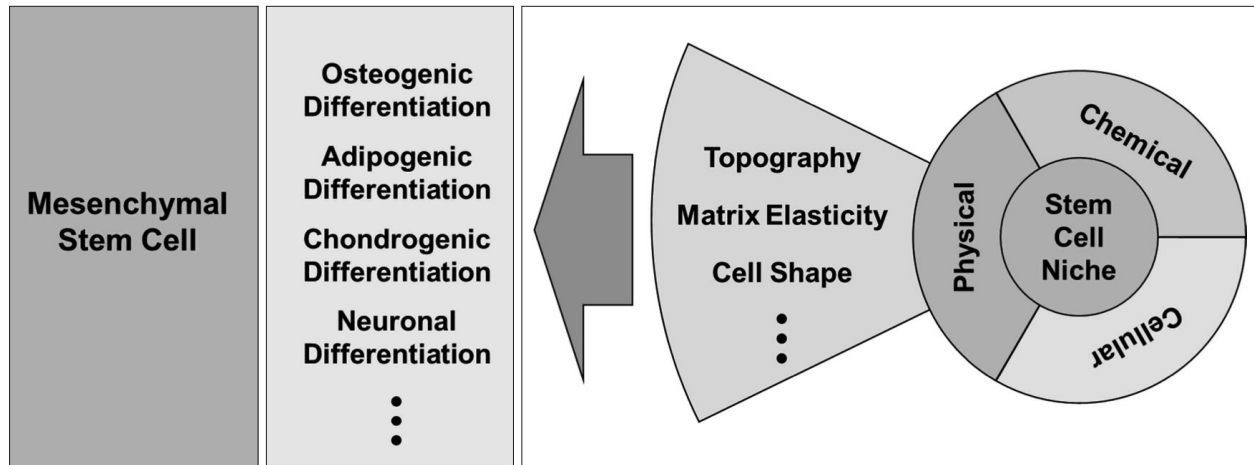 Mesenchymal
Stem Cell
Osteogenic
Differentiation
Adipogenic
Differentiation
Chondrogenic
Differentiation
Neuronal
Differentiation
Topography
Matrix Elasticity
Cell Shape
Physical
Chemical
Cellular
Stem
Cell
Niche